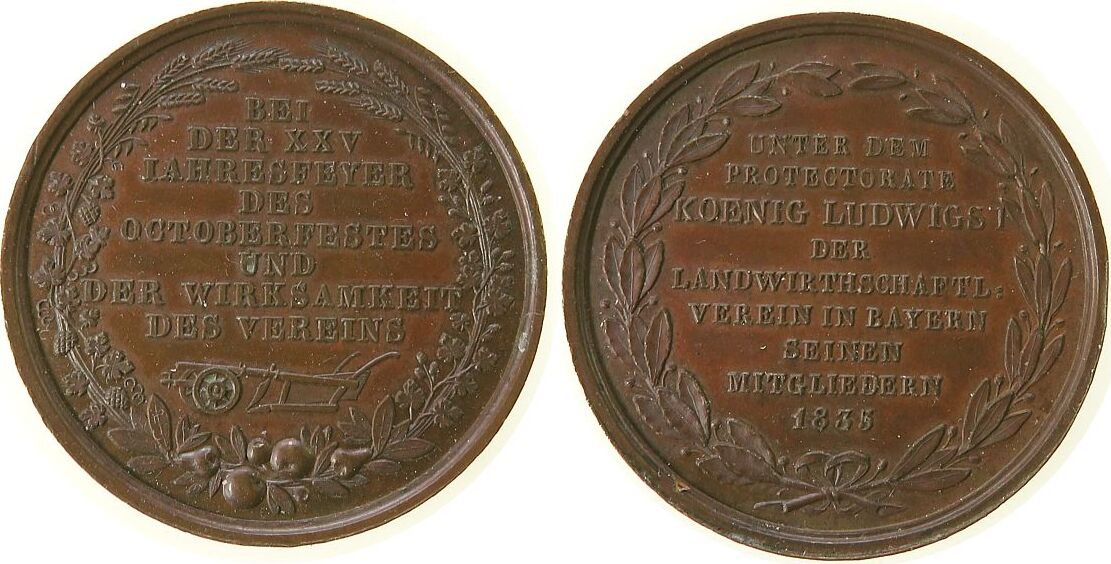 BEI
DER XXV
JAHRESFEYER
DES
OCTOBERFESTES
UND
DER WIRKSAMKEIT
DES VEREINS
UNTER DEM
PROTECTORATE
KOENIG LUDWIGS I
DER
LANDWIRTHSCHAFTL:
VEREIN IN BAYERN
SEINEN
MITGLIEDERN
1835